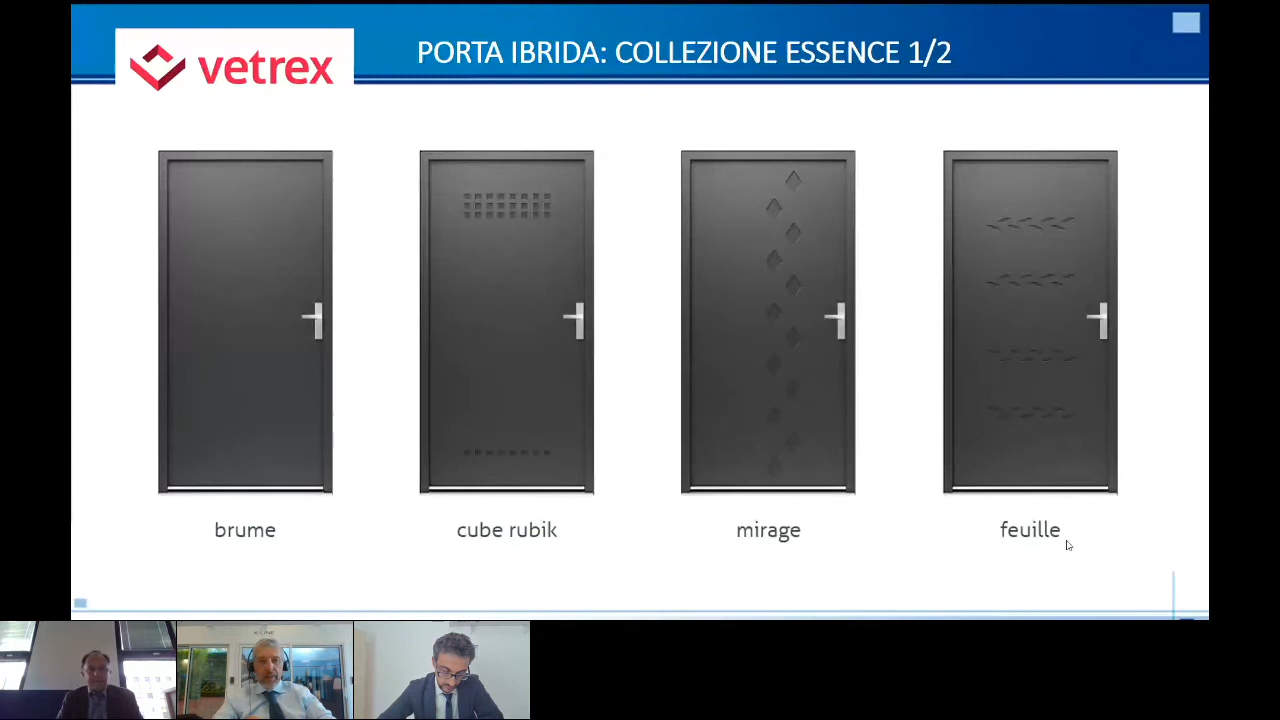 vetrex
PORTA IBRIDA: COLLEZIONE ESSENCE 1/2
brume
cube rubik
mirage
feuille